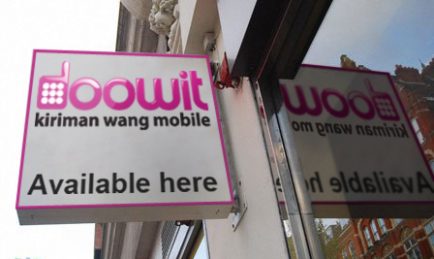 doowit
kiriman wang mobile
Available here